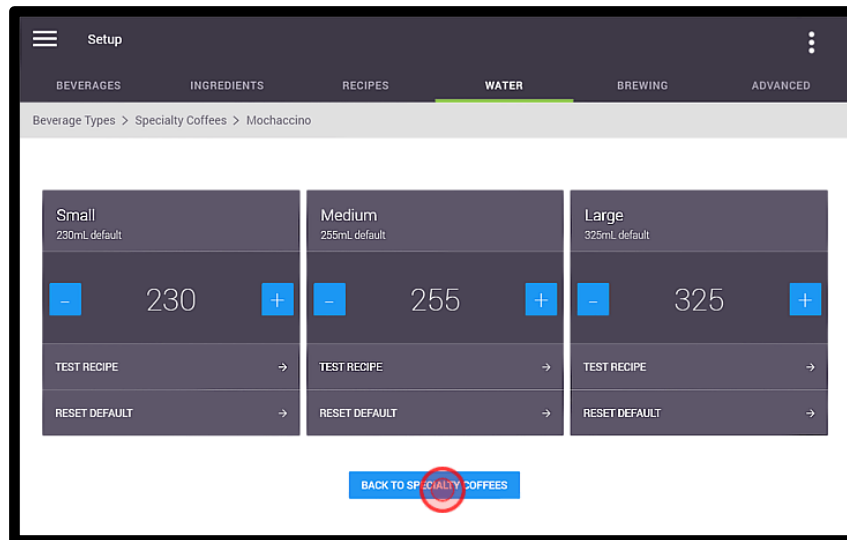 Setup
BEVERAGES INGREDIENTS RECIPES WATER BREWING ADVANCED
Beverage Types > Specialty Coffees > Mochaccino
Small Medium Large
230mL default 255mL default 325mL default
- 230 + - 255 + - 325 +
TEST RECIPE → TEST RECIPE → TEST RECIPE →
RESET DEFAULT → RESET DEFAULT → RESET DEFAULT →
BACK TO SPECIALTY COFFEES